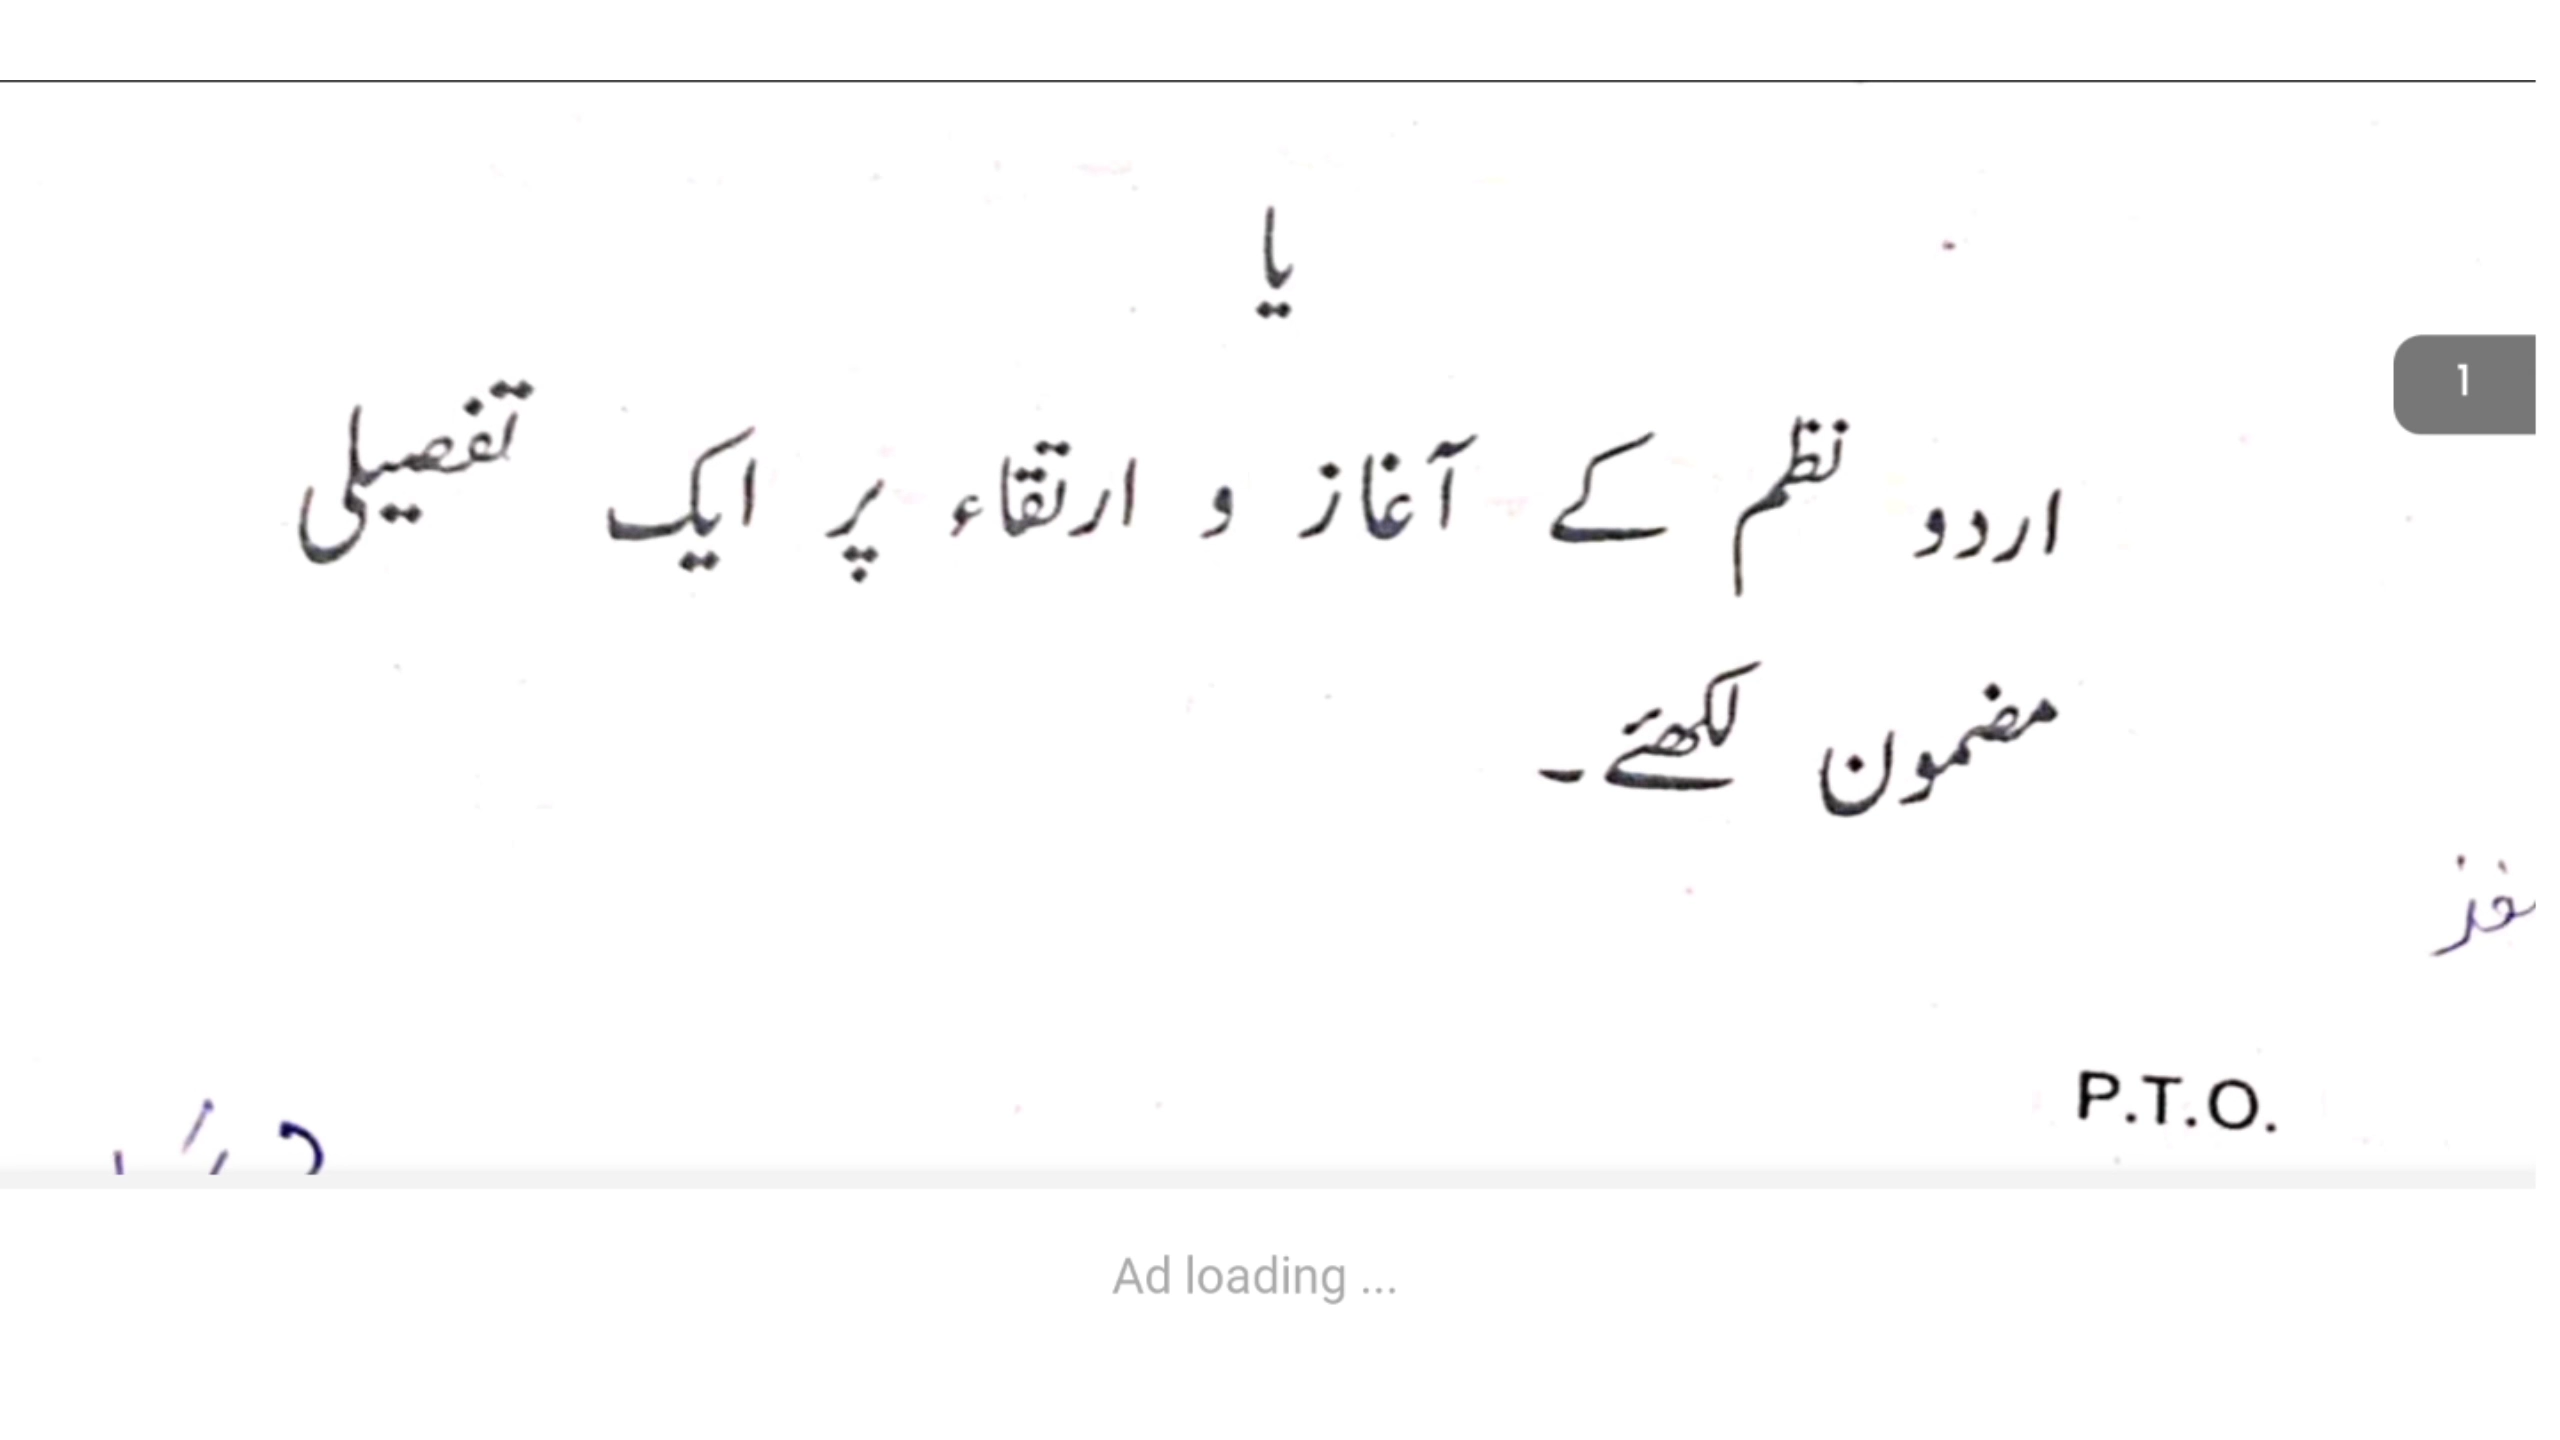 یا
1
اردو نظم کے آغاز و ارتقاء پر ایک تفصیلی
مضمون لکھئے۔
P.T.O.
Ad loading ...